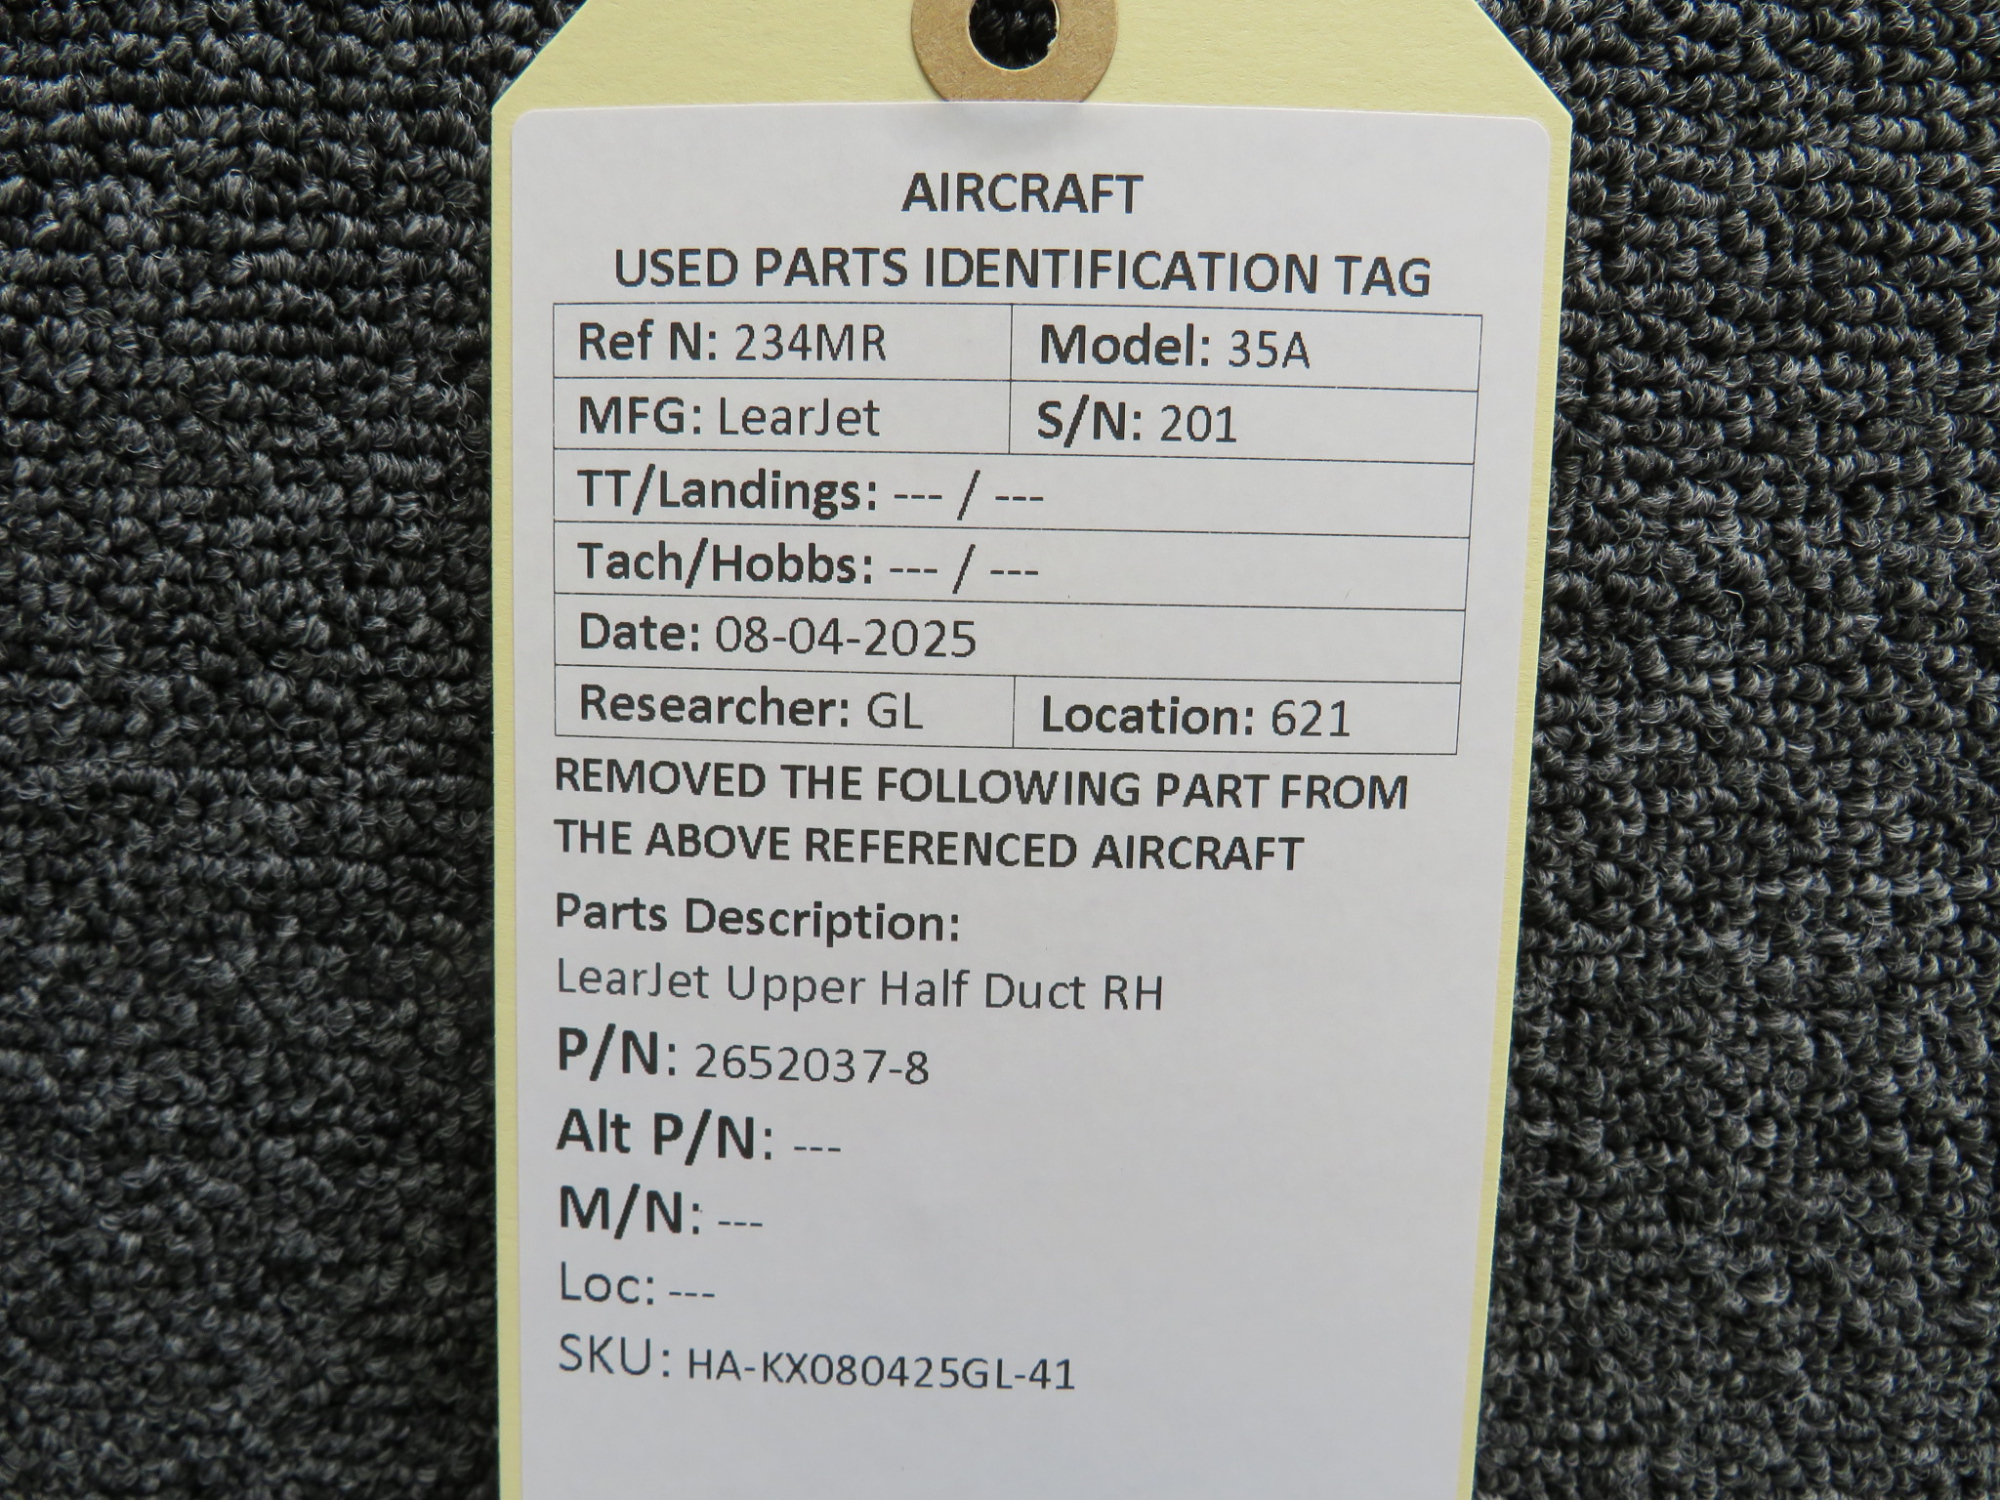 AIRCRAFT
USED PARTS IDENTIFICATION TAG
Ref N: 234MR Model: 35A
MFG: LearJet S/N: 201
TT/Landings: --- / ---
Tach/Hobbs: --- / ---
Date: 08-04-2025
Researcher: GL Location: 621
REMOVED THE FOLLOWING PART FROM
THE ABOVE REFERENCED AIRCRAFT
Parts Description:
LearJet Upper Half Duct RH
P/N: 2652037-8
Alt P/N: ---
M/N: ---
Loc: ---
SKU: HA-KX080425GL-41